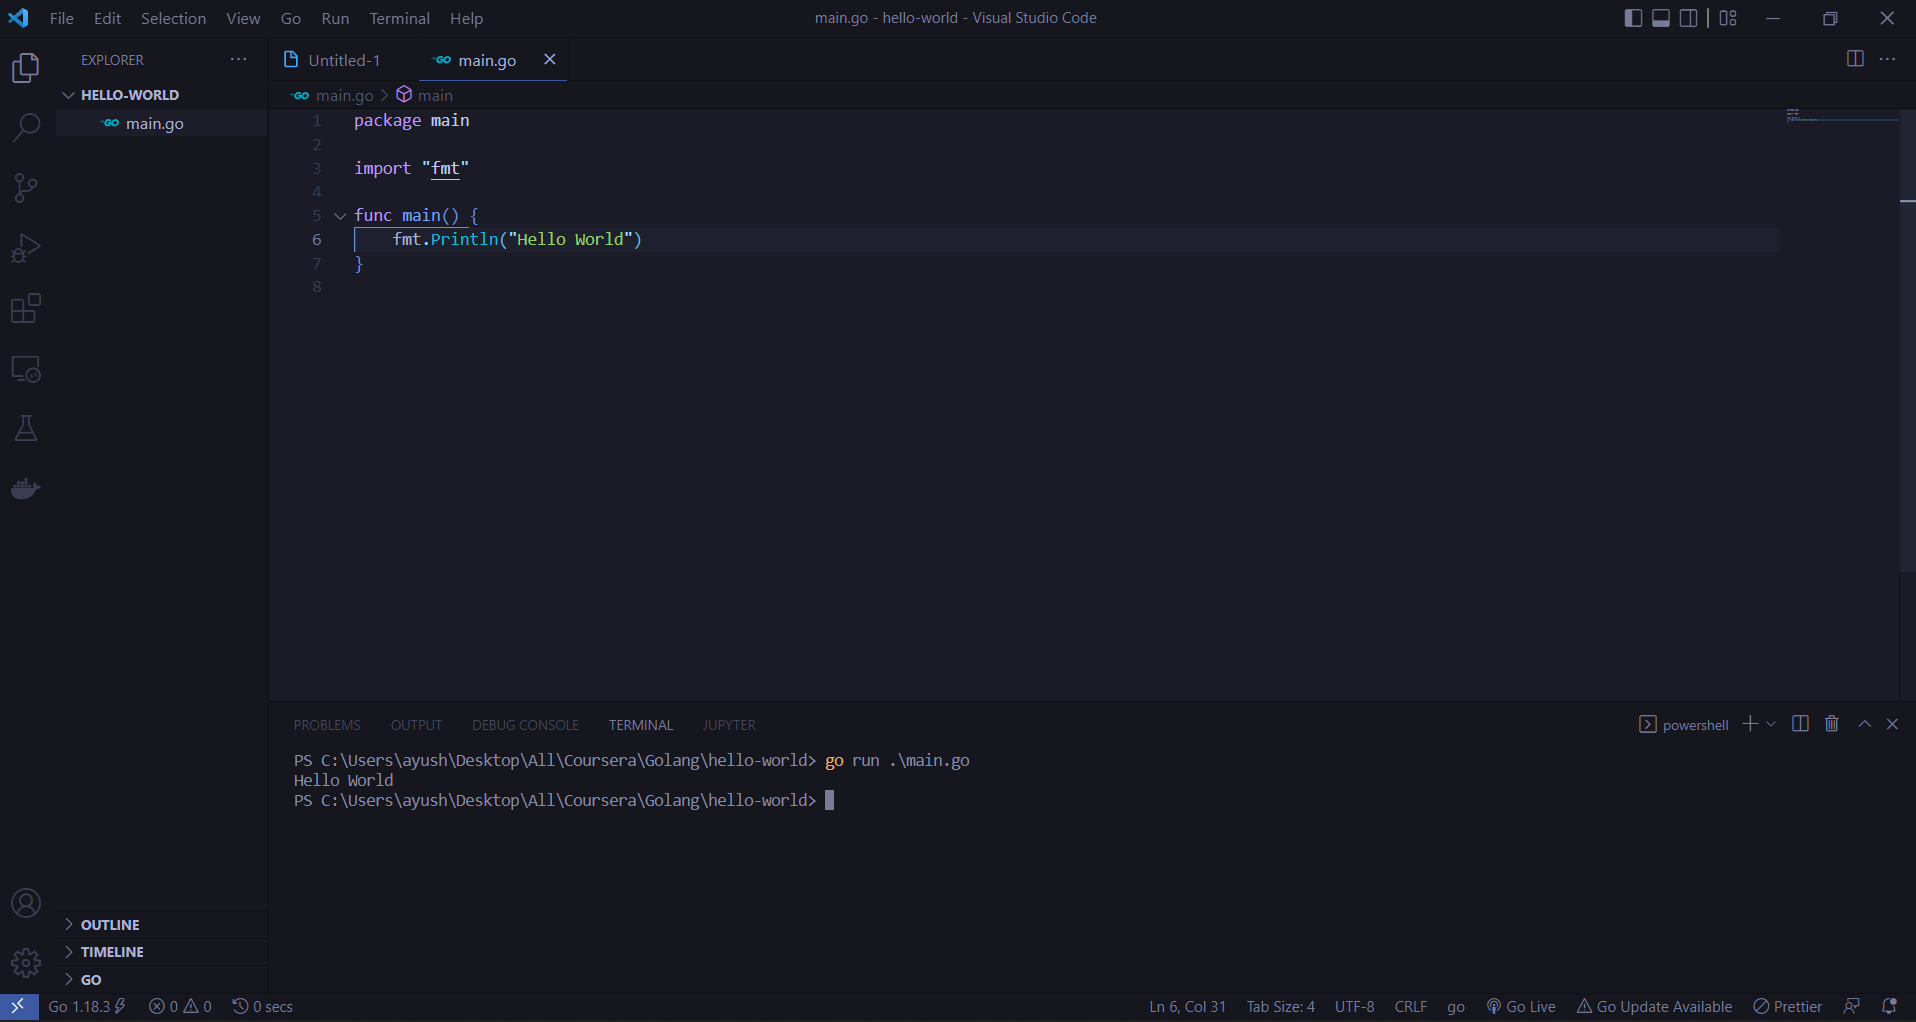 File Edit Selection View Go Run Terminal Help
main.go - hello-world - Visual Studio Code
EXPLORER
HELLO-WORLD
GO main.go
Untitled-1
GO main.go
GO main.go > main
1 package main
2
3 import "fmt"
4
5 func main() {
6 fmt.Println("Hello World")
7 }
8
PROBLEMS OUTPUT DEBUG CONSOLE TERMINAL JUPYTER
powershell
PS C:\Users\ayush\Desktop\All\Coursera\Golang\hello-world> go run .\main.go
Hello World
PS C:\Users\ayush\Desktop\All\Coursera\Golang\hello-world>
OUTLINE
TIMELINE
GO
Go 1.18.3 0 0 0 secs
Ln 6, Col 31 Tab Size: 4 UTF-8 CRLF go Go Live Go Update Available Prettier